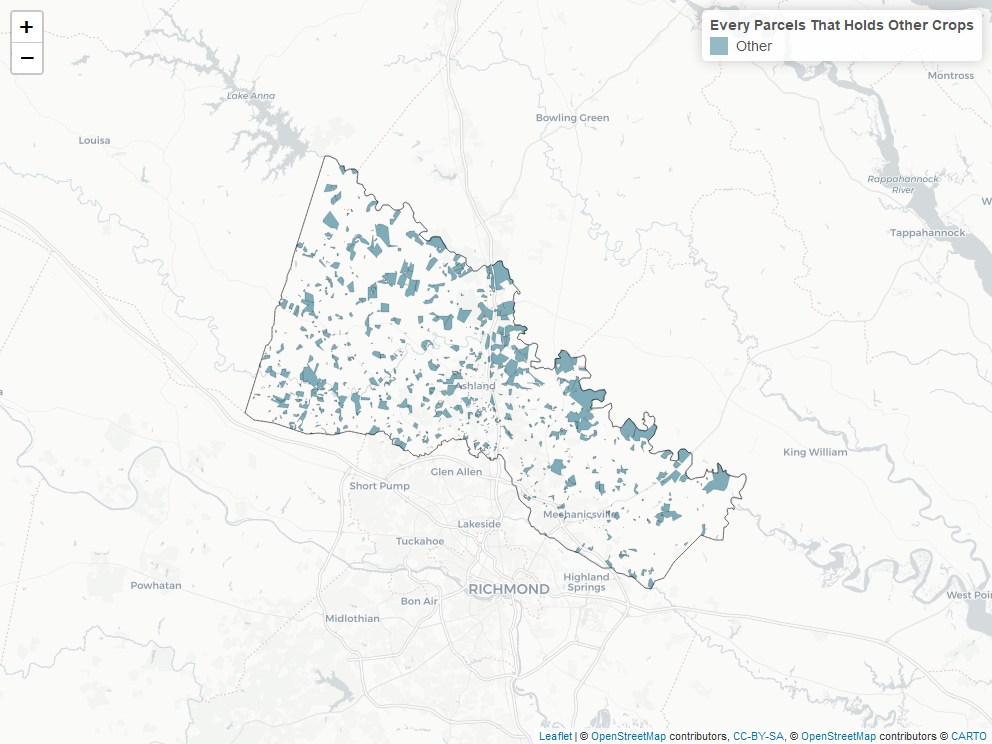 +
−
Every Parcels That Holds Other Crops
Other
Montross
Lake Anna
Bowling Green
Louisa
Rappahannock
River
Tappahannock
W
Ashland
a
King William
Glen Allen
Short Pump
Mechanicsville
Lakeside
Tuckahoe
Highland
Springs
Powhatan
RICHMOND
West Poi
Bon Air
Midlothian
Leaflet | © OpenStreetMap contributors, CC-BY-SA, © OpenStreetMap contributors © CARTO